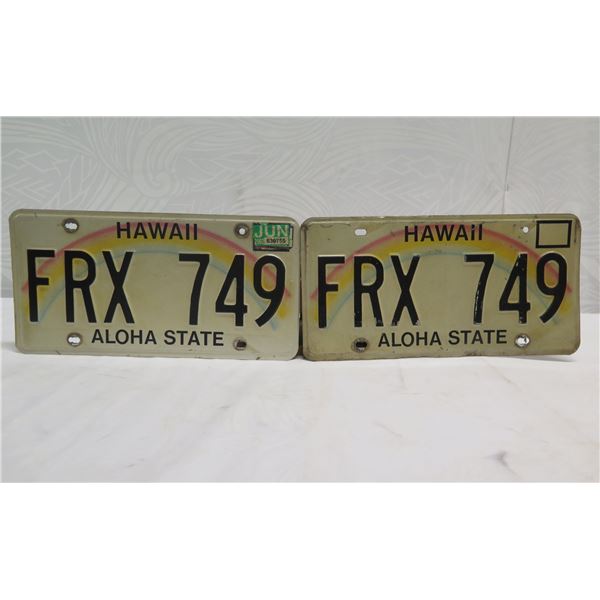 HAWAII
JUN
FRX 749
ALOHA STATE
HAWAII
FRX 749
ALOHA STATE